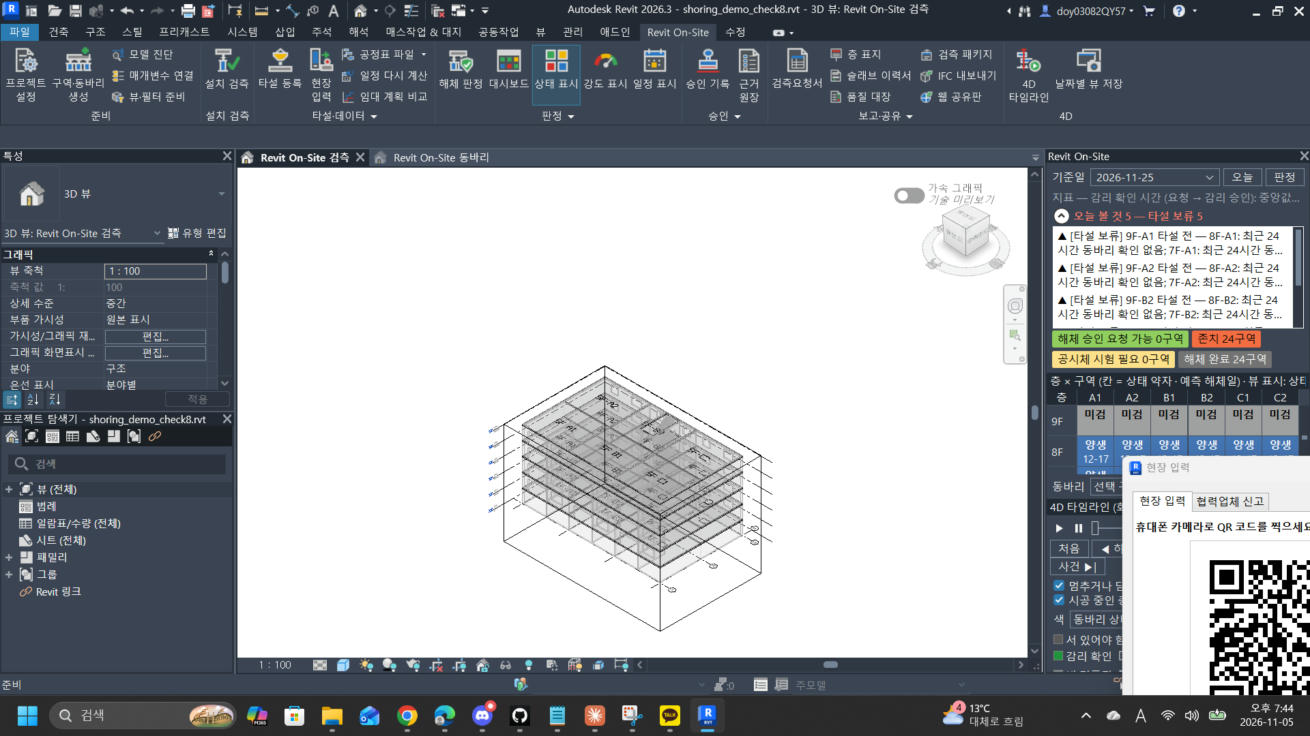 Autodesk Revit 2026.3 - shoring_demo_check8.rvt - 3D 뷰: Revit On-Site 검측
doy03082QY57
파일 건축 구조 스틸 프리캐스트 시스템 삽입 주석 해석 매스작업 & 대지 공동작업 뷰 관리 애드인 Revit On-Site 수정
프로젝트 설정
구역·동바리 생성
모델 진단
매개변수 연결
뷰·필터 준비
설치 검측
타설 등록
현장 입력
공정표 파일
일정 다시 계산
임대 계획 비교
해체 판정
대시보드
상태 표시
강도 표시
일정 표시
승인 기록
근거 원장
검측요청서
층 표지
슬래브 이력서
품질 대장
검측 패키지
IFC 내보내기
웹 공유판
4D 타임라인
날짜별 뷰 저장
준비 설치 검측 타설·데이터 판정 승인 보고·공유 4D
특성
3D 뷰
3D 뷰: Revit On-Site 검측
유형 편집
그래픽
뷰 축척 1 : 100
축척 값 1: 100
상세 수준 중간
부품 가시성 원본 표시
가시성/그래픽 재... 편집...
그래픽 화면표시 ... 편집...
분야 구조
은선 표시 분야별
적용
프로젝트 탐색기 - shoring_demo_check8.rvt
검색
뷰 (전체)
범례
일람표/수량 (전체)
시트 (전체)
패밀리
그룹
Revit 링크
Revit On-Site 검측
Revit On-Site 동바리
가속 그래픽
기술 미리보기
1 : 100
Revit On-Site
기준일 2026-11-25 오늘 판정
지표 — 감리 확인 시간 (요청 → 감리 승인): 중앙값...
오늘 볼 것 5 — 타설 보류 5
▲ [타설 보류] 9F-A1 타설 전 — 8F-A1: 최근 24
시간 동바리 확인 없음; 7F-A1: 최근 24시간 동...
▲ [타설 보류] 9F-A2 타설 전 — 8F-A2: 최근 24
시간 동바리 확인 없음; 7F-A2: 최근 24시간 동...
▲ [타설 보류] 9F-B2 타설 전 — 8F-B2: 최근 24
시간 동바리 확인 없음; 7F-B2: 최근 24시간 동...
해체 승인 요청 가능 0구역 존치 24구역
공시체 시험 필요 0구역 해체 완료 24구역
층 × 구역 (칸 = 상태 약자 · 예측 해체일) · 뷰 표시: 상태
층 A1 A2 B1 B2 C1 C2
9F 미검 미검 미검 미검 미검 미검
8F 양생 양생 양생 양생 양생 양생
12-17
동바리 선택
4D 타임라인
처음
사건 ▶|
멈추거나
시공 중인
색 동바리 상
서 있어야
감리 확인
현장 입력
현장 입력 협력업체 신고
휴대폰 카메라로 QR 코드를 찍으세요
준비
:0
주모델
검색
4
13°C
대체로 흐림
A
오후 7:44
2026-11-05